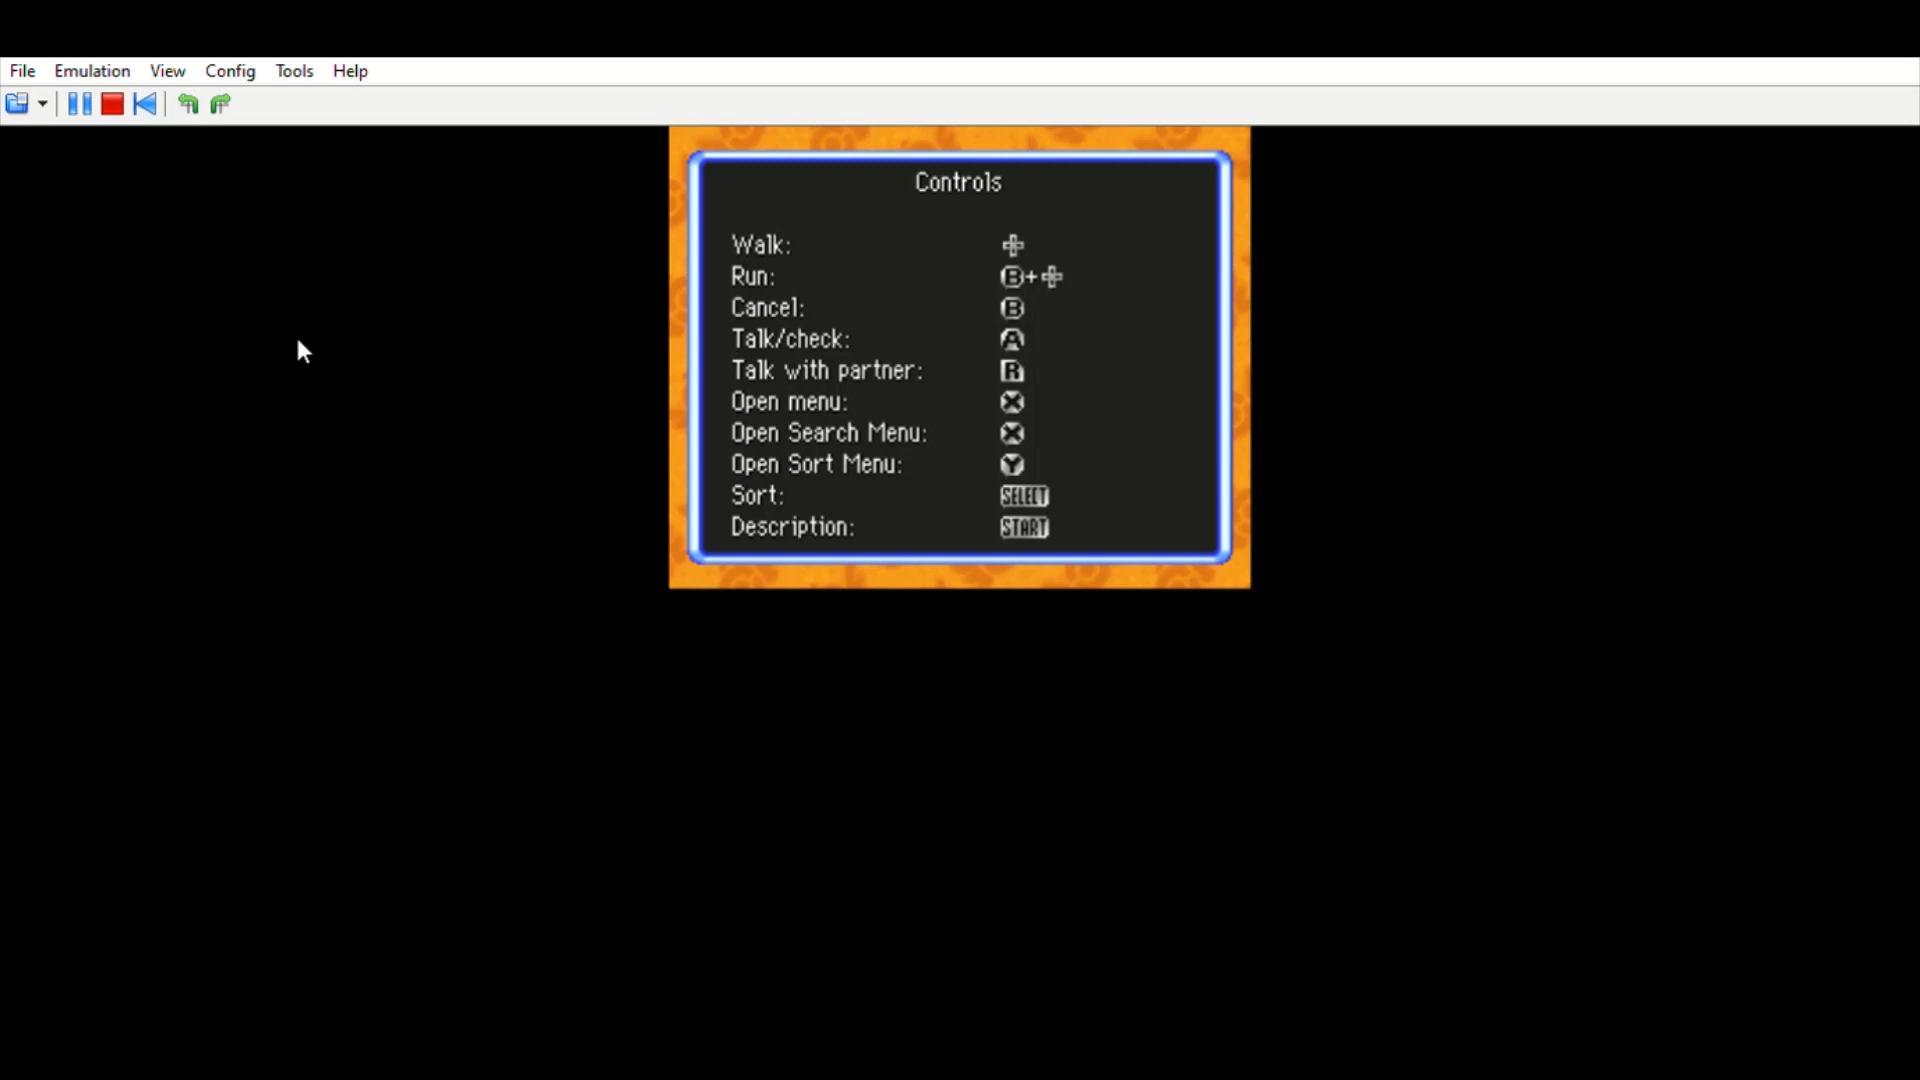 File Emulation View Config Tools Help
Controls
Walk:
Run: B+
Cancel: B
Talk/check: A
Talk with partner: R
Open menu: X
Open Search Menu: X
Open Sort Menu: Y
Sort: SELECT
Description: START